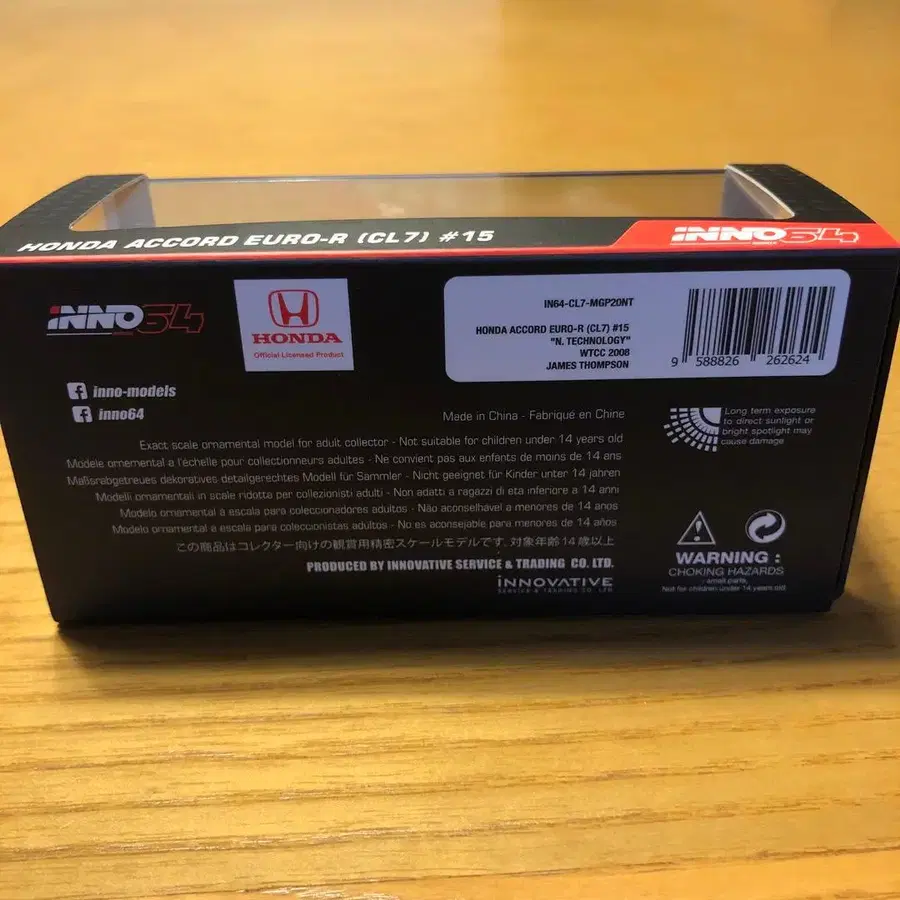 HONDA ACCORD EURO-R (CL7) #15
INNO64
INNO64
HONDA
Official Licensed Product
IN64-CL7-MGP20NT
HONDA ACCORD EURO-R (CL7) #15
"N. TECHNOLOGY"
WTCC 2008
JAMES THOMPSON
9 588826 262624
inno-models
inno64
Made in China - Fabriqué en Chine
Exact scale ornamental model for adult collector - Not suitable for children under 14 years old
Modele ornemental a l'échelle pour collectionneurs adultes - Ne convient pas aux enfants de moins de 14 ans
Maßsrabgetreues dekoratives detailgerechtes Modell für Sammler - Nicht geeignet für Kinder unter 14 jahren
Modelli ornamentali in scale ridotta per collezionisti adulti - Non adatti a ragazzi di eta inferiore a 14 anni
Modelo ornamental à escala para coleccionadores adultos - Não aconselhável a menores de 14 anos
Modelo ornamental a escala para coleccionistas adultos - No es aconsejable para menores de 14 años
この商品はコレクター向けの観賞用精密スケールモデルです. 対象年齢14歳以上
PRODUCED BY INNOVATIVE SERVICE & TRADING CO. LTD.
INNOVATIVE
SERVICE & TRADING CO. LTD
Long term exposure
to direct sunlight or
bright spotlight may
cause damage
WARNING :
CHOKING HAZARDS
- small parts.
Not for children under 14 years old.